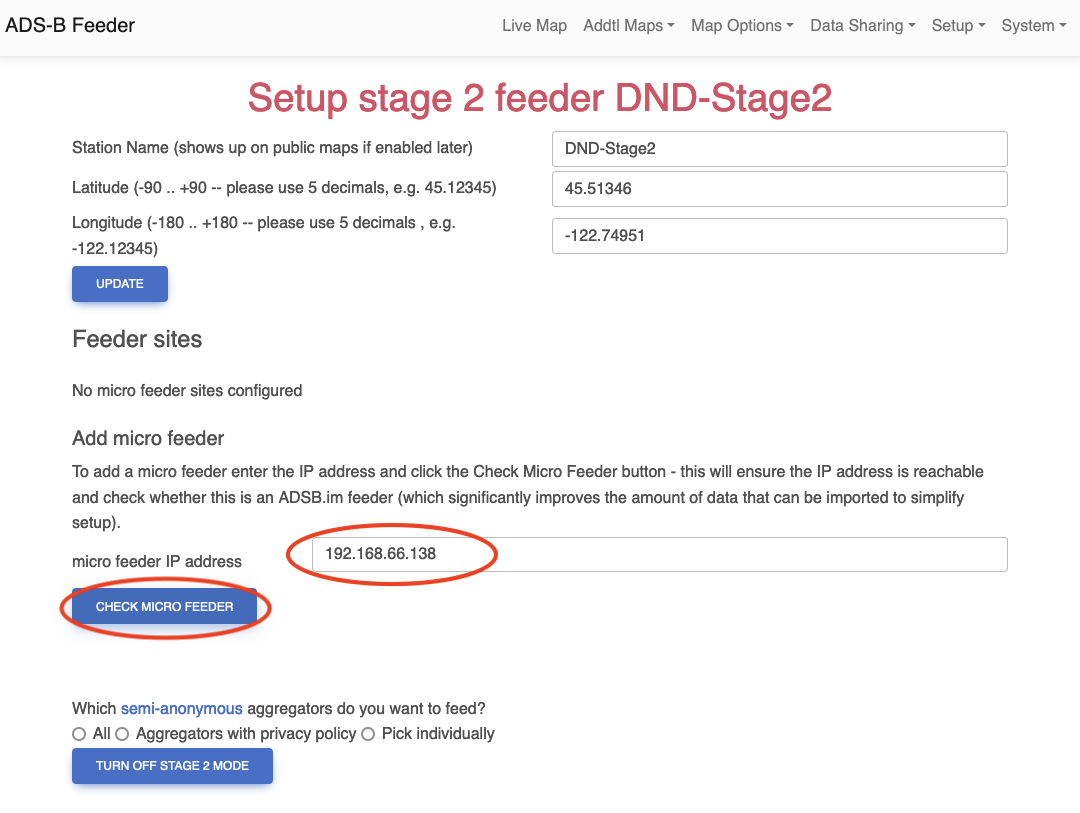 ADS-B Feeder
Live Map Addtl Maps Map Options Data Sharing Setup System
Setup stage 2 feeder DND-Stage2
Station Name (shows up on public maps if enabled later)
DND-Stage2
Latitude (-90 .. +90 -- please use 5 decimals, e.g. 45.12345)
45.51346
Longitude (-180 .. +180 -- please use 5 decimals , e.g.
-122.12345)
-122.74951
UPDATE
Feeder sites
No micro feeder sites configured
Add micro feeder
To add a micro feeder enter the IP address and click the Check Micro Feeder button - this will ensure the IP address is reachable
and check whether this is an ADSB.im feeder (which significantly improves the amount of data that can be imported to simplify
setup).
micro feeder IP address
192.168.66.138
CHECK MICRO FEEDER
Which semi-anonymous aggregators do you want to feed?
All Aggregators with privacy policy Pick individually
TURN OFF STAGE 2 MODE